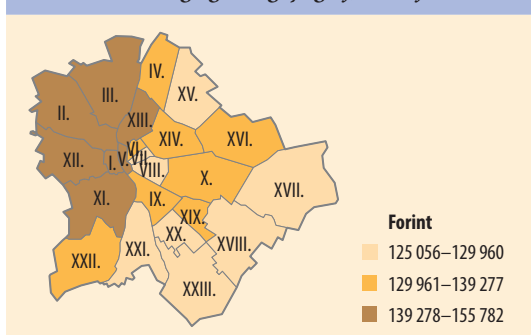 IV.
III.
XV.
II.
XIII.
XIV.
XVI.
VI.
XII.
I.
V.
VII.
VIII.
X.
XVII.
XI.
IX.
XIX.
XX.
XXI.
XVIII.
XXII.
XXIII.
Forint
125 056–129 960
129 961–139 277
139 278–155 782